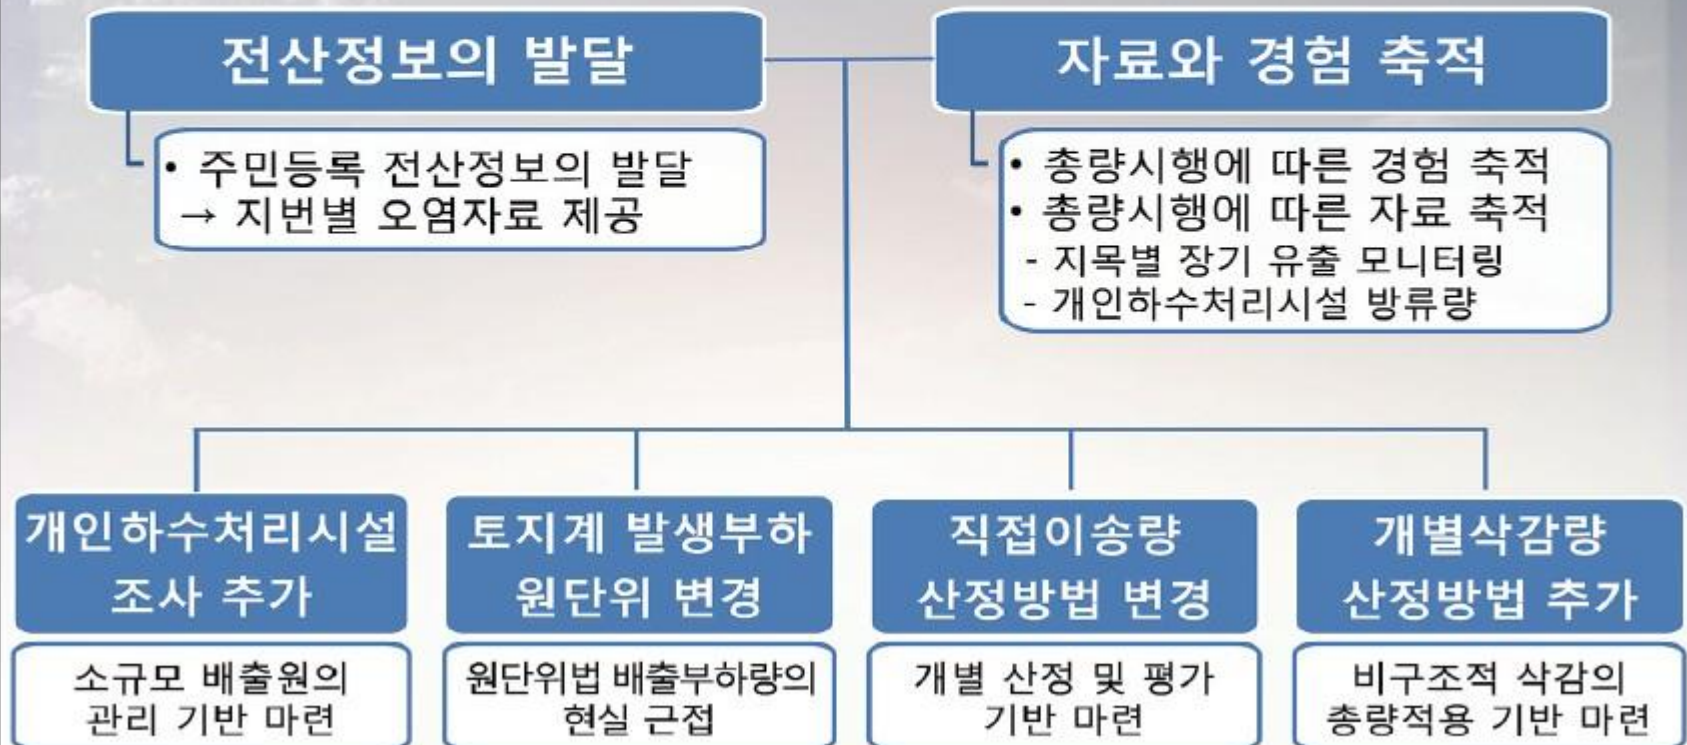 전산정보의 발달
자료와 경험 축적
• 주민등록 전산정보의 발달
→ 지번별 오염자료 제공
• 총량시행에 따른 경험 축적
• 총량시행에 따른 자료 축적
- 지목별 장기 유출 모니터링
- 개인하수처리시설 방류량
개인하수처리시설
조사 추가
소규모 배출원의
관리 기반 마련
토지계 발생부하
원단위 변경
원단위법 배출부하량의
현실 근접
직접이송량
산정방법 변경
개별 산정 및 평가
기반 마련
개별삭감량
산정방법 추가
비구조적 삭감의
총량적용 기반 마련